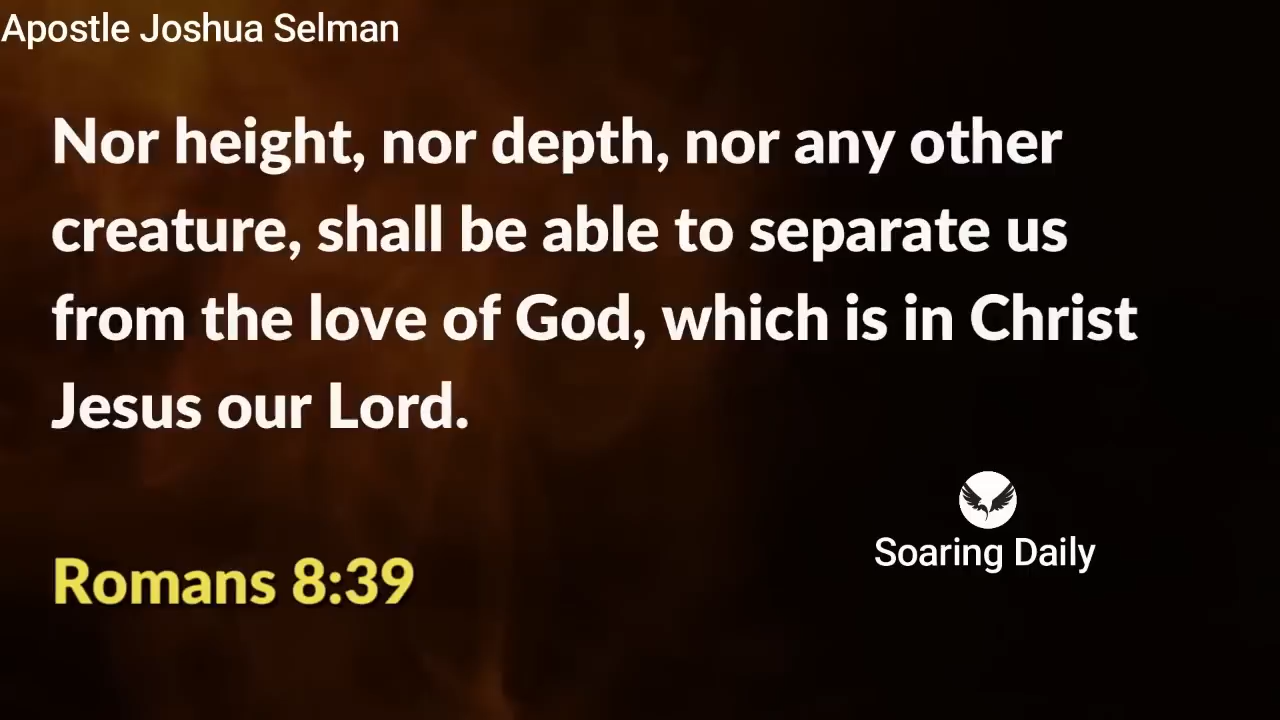 Apostle Joshua Selman
Nor height, nor depth, nor any other
creature, shall be able to separate us
from the love of God, which is in Christ
Jesus our Lord.
Soaring Daily
Romans 8:39